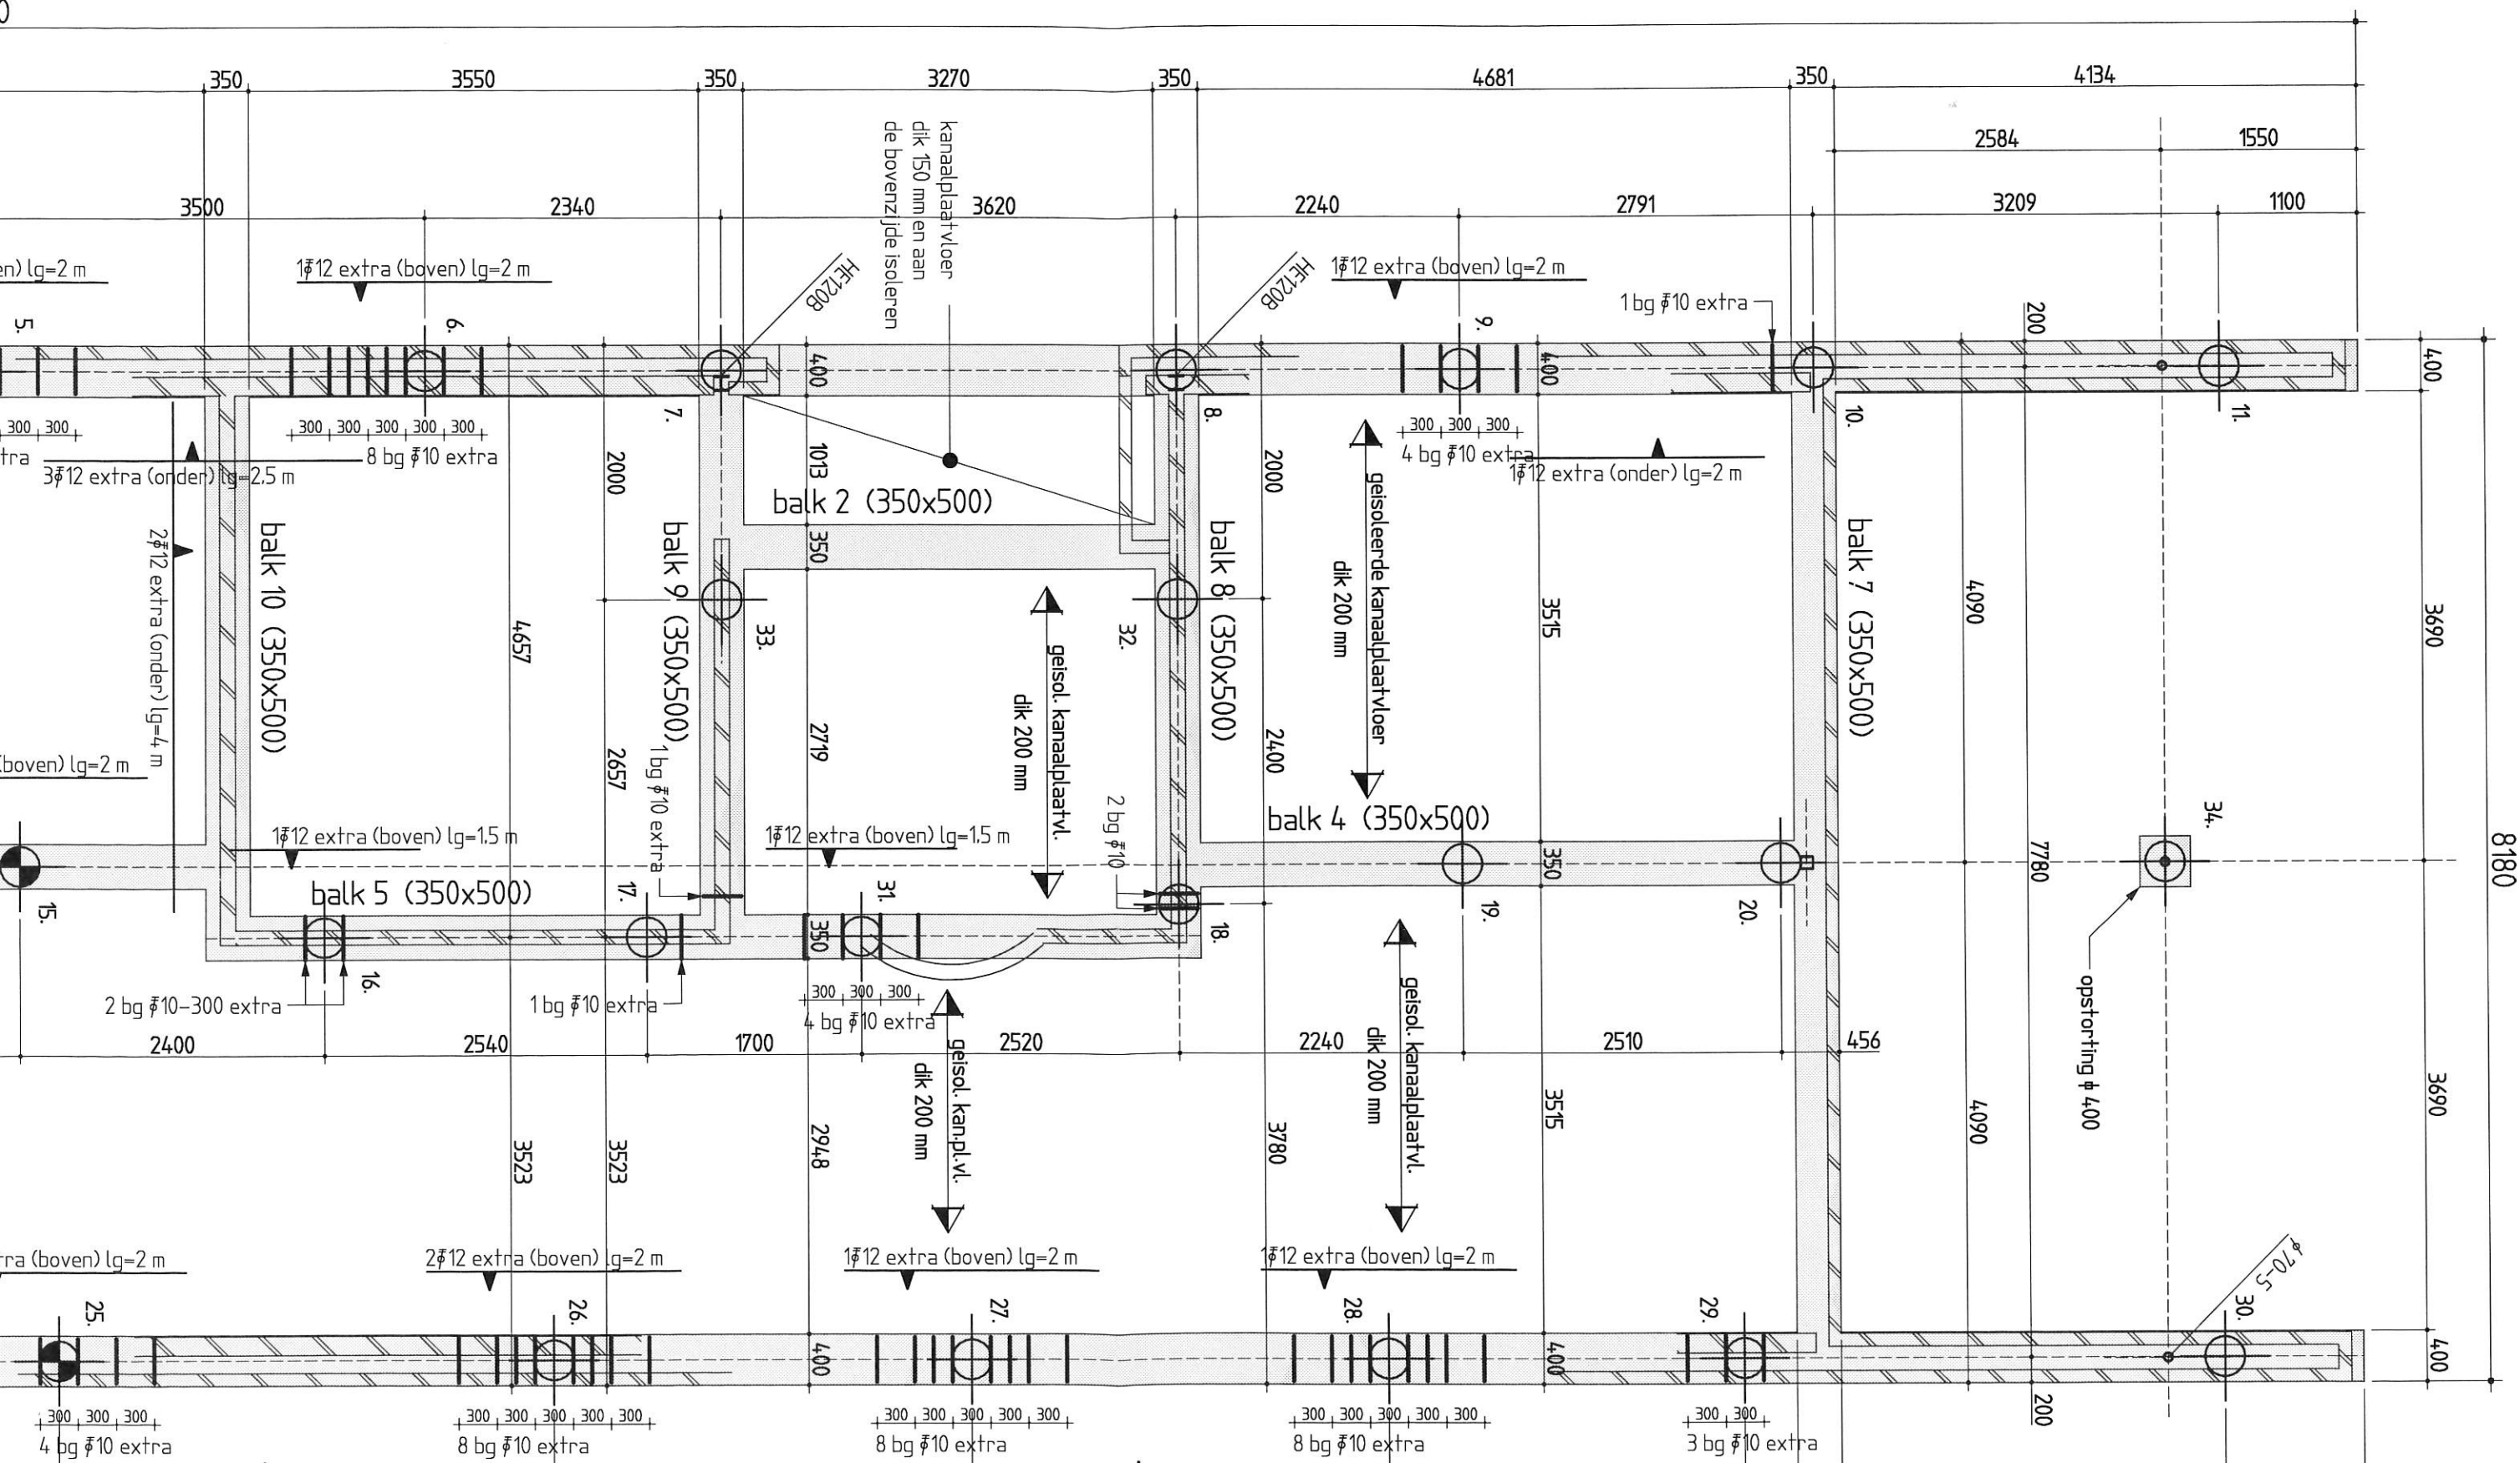 0
350
3550
350
3270
350
4681
350
4134
2584
1550
3500
2340
3620
2240
2791
3209
1100
kanaalplaatvloer
dik 150 mm en aan
de bovenzijde isoleren
en) lg=2 m
1⌀12 extra (boven) lg=2 m
HE120B
HE120B
1⌀12 extra (boven) lg=2 m
1 bg ⌀10 extra
200
5.
6.
9.
400
400
400
7.
8.
10.
11.
300 300
300 300 300 300 300
300 300 300
tra
8 bg ⌀10 extra
4 bg ⌀10 extra
3⌀12 extra (onder) lg=2,5 m
1⌀12 extra (onder) lg=2 m
2000
1013
2000
balk 2 (350x500)
350
geisoleerde kanaalplaatvloer
dik 200 mm
2⌀12 extra (onder) lg=4 m
balk 10 (350x500)
balk 9 (350x500)
balk 8 (350x500)
balk 7 (350x500)
4657
33.
32.
3515
4090
3690
geisol. kanaalplaatvl.
dik 200 mm
2657
2719
2400
1 bg ⌀10 extra
2 bg ⌀10
(boven) lg=2 m
1⌀12 extra (boven) lg=1,5 m
1⌀12 extra (boven) lg=1,5 m
balk 4 (350x500)
34.
350
7780
8180
15.
balk 5 (350x500)
17.
31.
18.
19.
20.
350
16.
2 bg ⌀10-300 extra
1 bg ⌀10 extra
300 300 300
4 bg ⌀10 extra
geisol. kan.pl.vl.
dik 200 mm
geisol. kanaalplaatvl.
dik 200 mm
opstorting ⌀ 400
2400
2540
1700
2520
2240
2510
456
3523
3523
2948
3780
3515
4090
3690
tra (boven) lg=2 m
2⌀12 extra (boven) lg=2 m
1⌀12 extra (boven) lg=2 m
1⌀12 extra (boven) lg=2 m
ϕ 70-5
25.
26.
27.
28.
29.
30.
400
400
400
300 300 300
300 300 300 300 300
300 300 300 300 300
300 300 300 300 300
300 300
200
4 bg ⌀10 extra
8 bg ⌀10 extra
8 bg ⌀10 extra
8 bg ⌀10 extra
3 bg ⌀10 extra